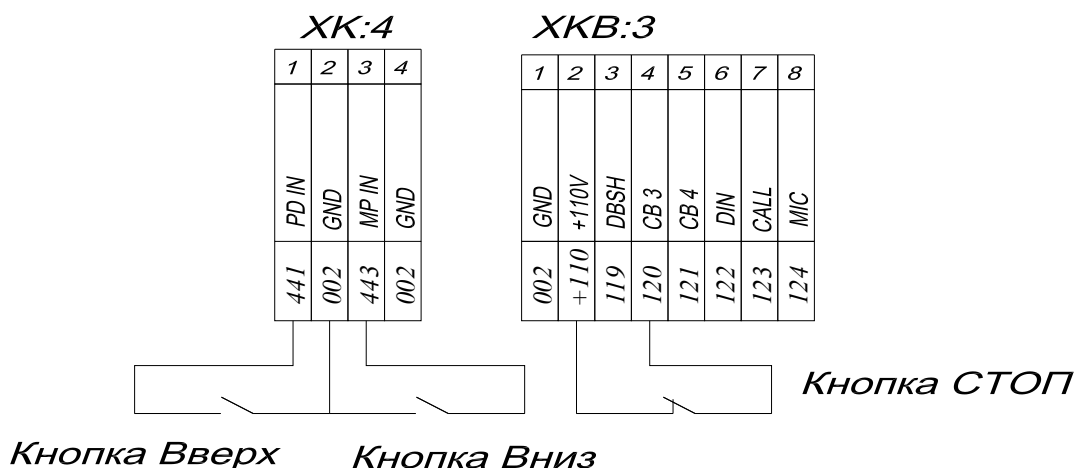 XK:4
XKB:3
1 2 3 4
1 2 3 4 5 6 7 8
PD IN GND MP IN GND
GND +110V DBSH CB 3 CB 4 DIN CALL MIC
441 002 443 002
002 +110 119 120 121 122 123 124
Кнопка СТОП
Кнопка Вверх
Кнопка Вниз